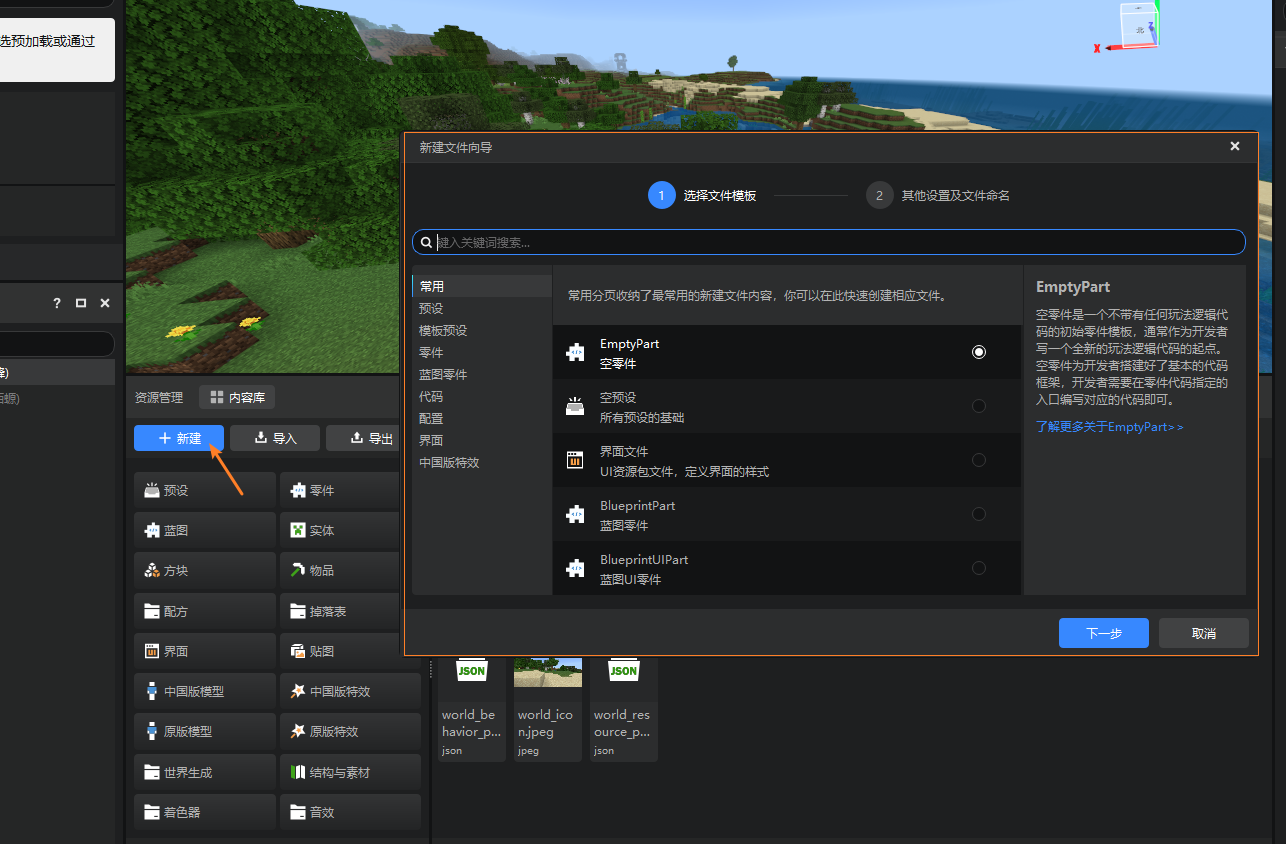 选预加载或通过
北
X
新建文件向导
1 选择文件模板
2 其他设置及文件命名
键入关键词搜索...
常用
预设
模板预设
零件
蓝图零件
代码
配置
界面
中国版特效
常用分页收纳了最常用的新建文件内容，你可以在此快速创建相应文件。
EmptyPart
空零件
空预设
所有预设的基础
界面文件
UI资源包文件，定义界面的样式
BlueprintPart
蓝图零件
BlueprintUIPart
蓝图UI零件
EmptyPart
空零件是一个不带有任何玩法逻辑代
码的初始零件模板，通常作为开发者
写一个全新的玩法逻辑代码的起点。
空零件为开发者搭建好了基本的代码
框架，开发者需要在零件代码指定的
入口编写对应的代码即可。
了解更多关于EmptyPart>>
下一步
取消
?
资源管理
内容库
新建
导入
导出
预设
零件
蓝图
实体
方块
物品
配方
掉落表
界面
贴图
中国版模型
中国版特效
原版模型
原版特效
世界生成
结构与素材
着色器
音效
JSON
world_be
havior_p...
json
world_ico
n.jpeg
jpeg
JSON
world_res
ource_p...
json